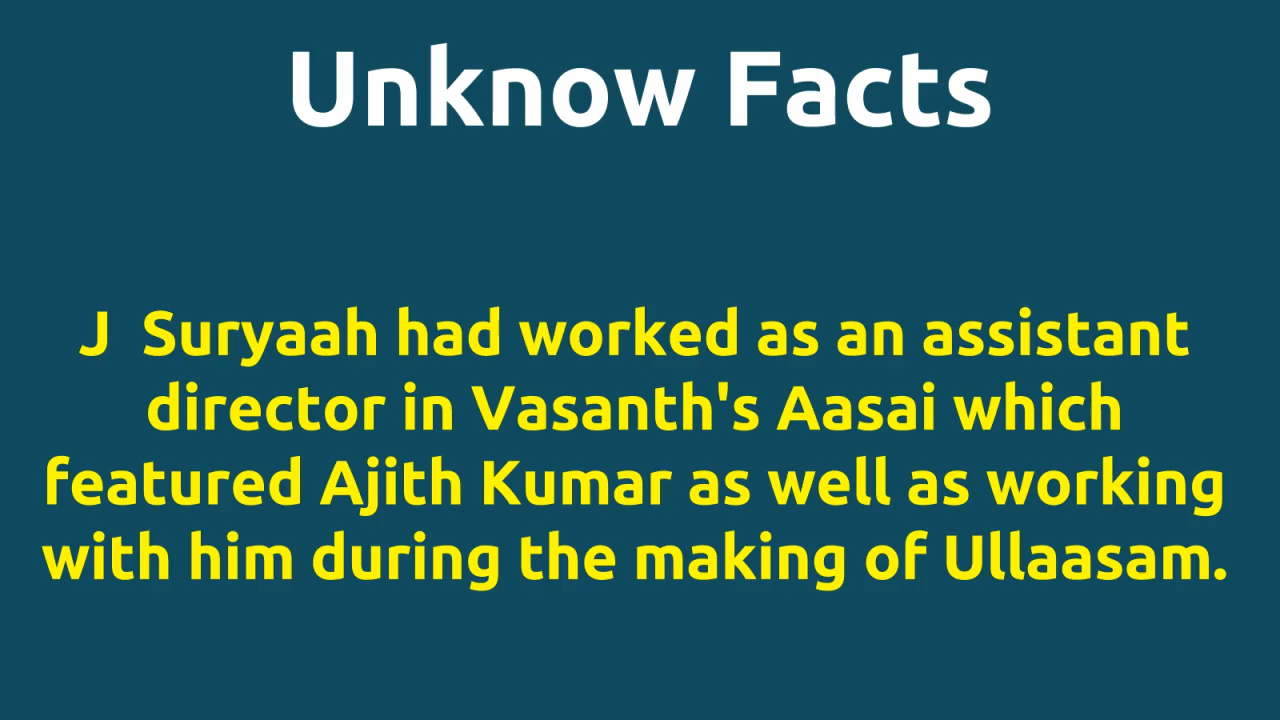 Unknow Facts
J Suryaah had worked as an assistant
director in Vasanth's Aasai which
featured Ajith Kumar as well as working
with him during the making of Ullaasam.